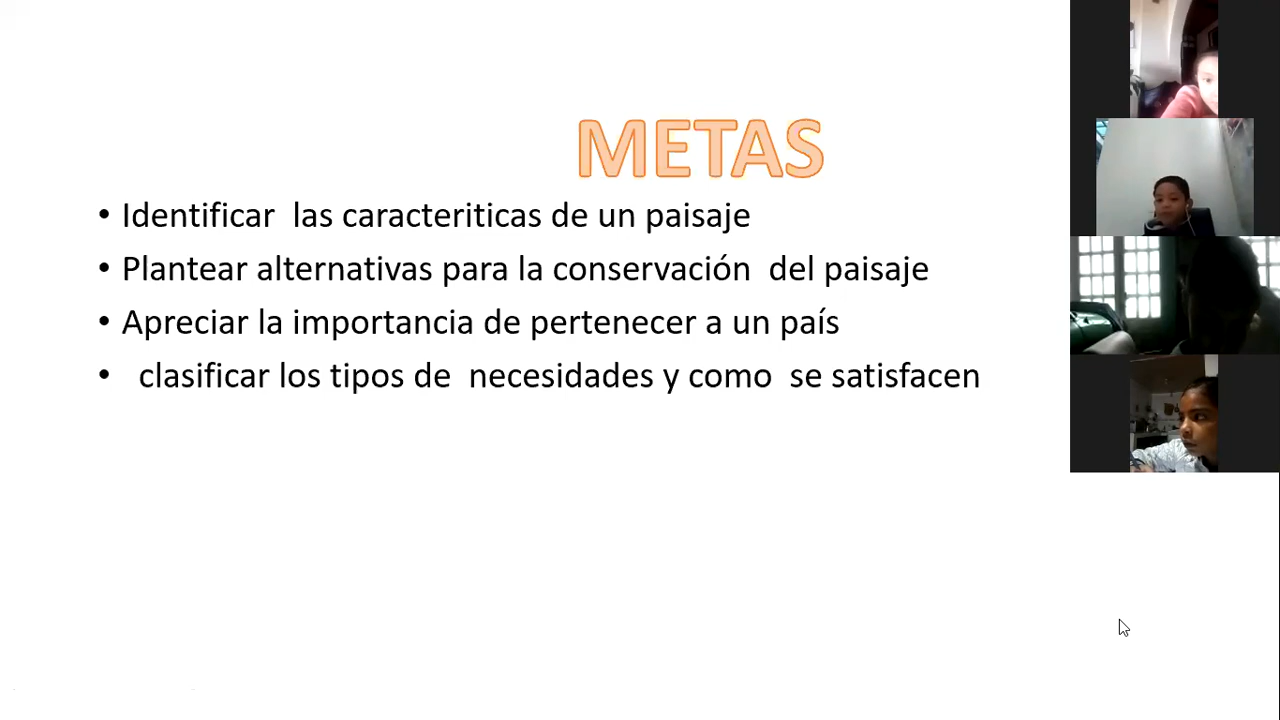 METAS
• Identificar las caracteriticas de un paisaje
• Plantear alternativas para la conservación del paisaje
• Apreciar la importancia de pertenecer a un país
• clasificar los tipos de necesidades y como se satisfacen